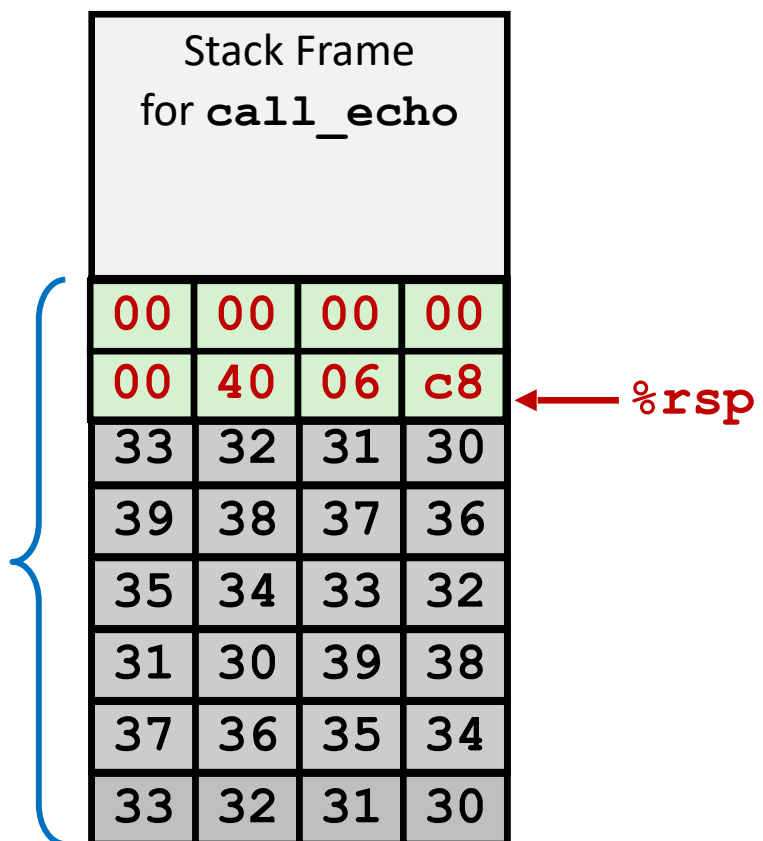 Stack Frame
for call_echo
00 00 00 00
00 40 06 c8
%rsp
33 32 31 30
39 38 37 36
35 34 33 32
31 30 39 38
37 36 35 34
33 32 31 30